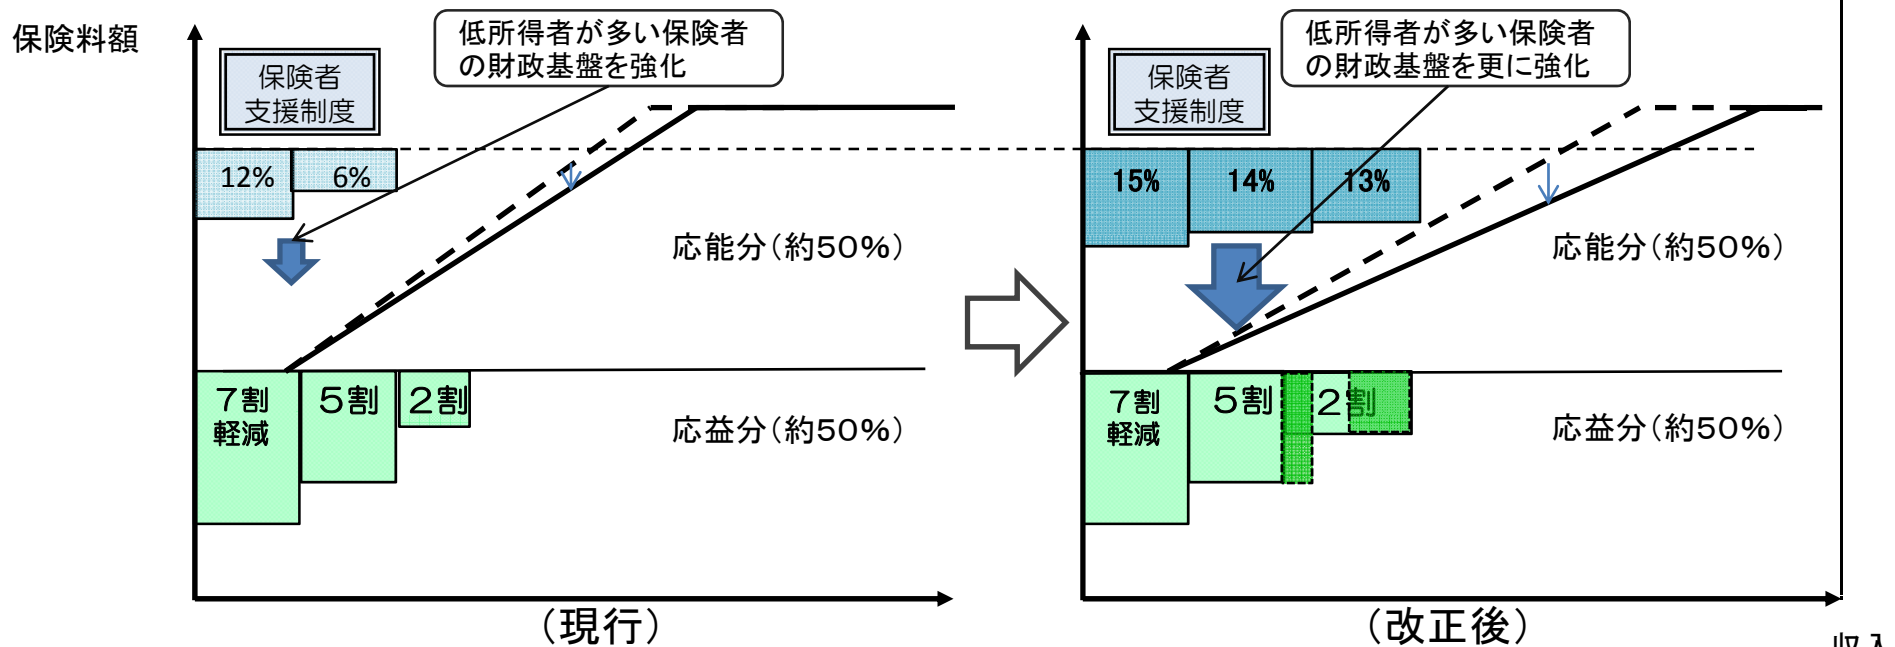 保険料額
低所得者が多い保険者
の財政基盤を強化
保険者
支援制度
12%
6%
応能分(約50%)
7割
軽減
5割
2割
応益分(約50%)
(現行)
低所得者が多い保険者
の財政基盤を更に強化
保険者
支援制度
15%
14%
13%
応能分(約50%)
7割
軽減
5割
2割
応益分(約50%)
(改正後)
収入